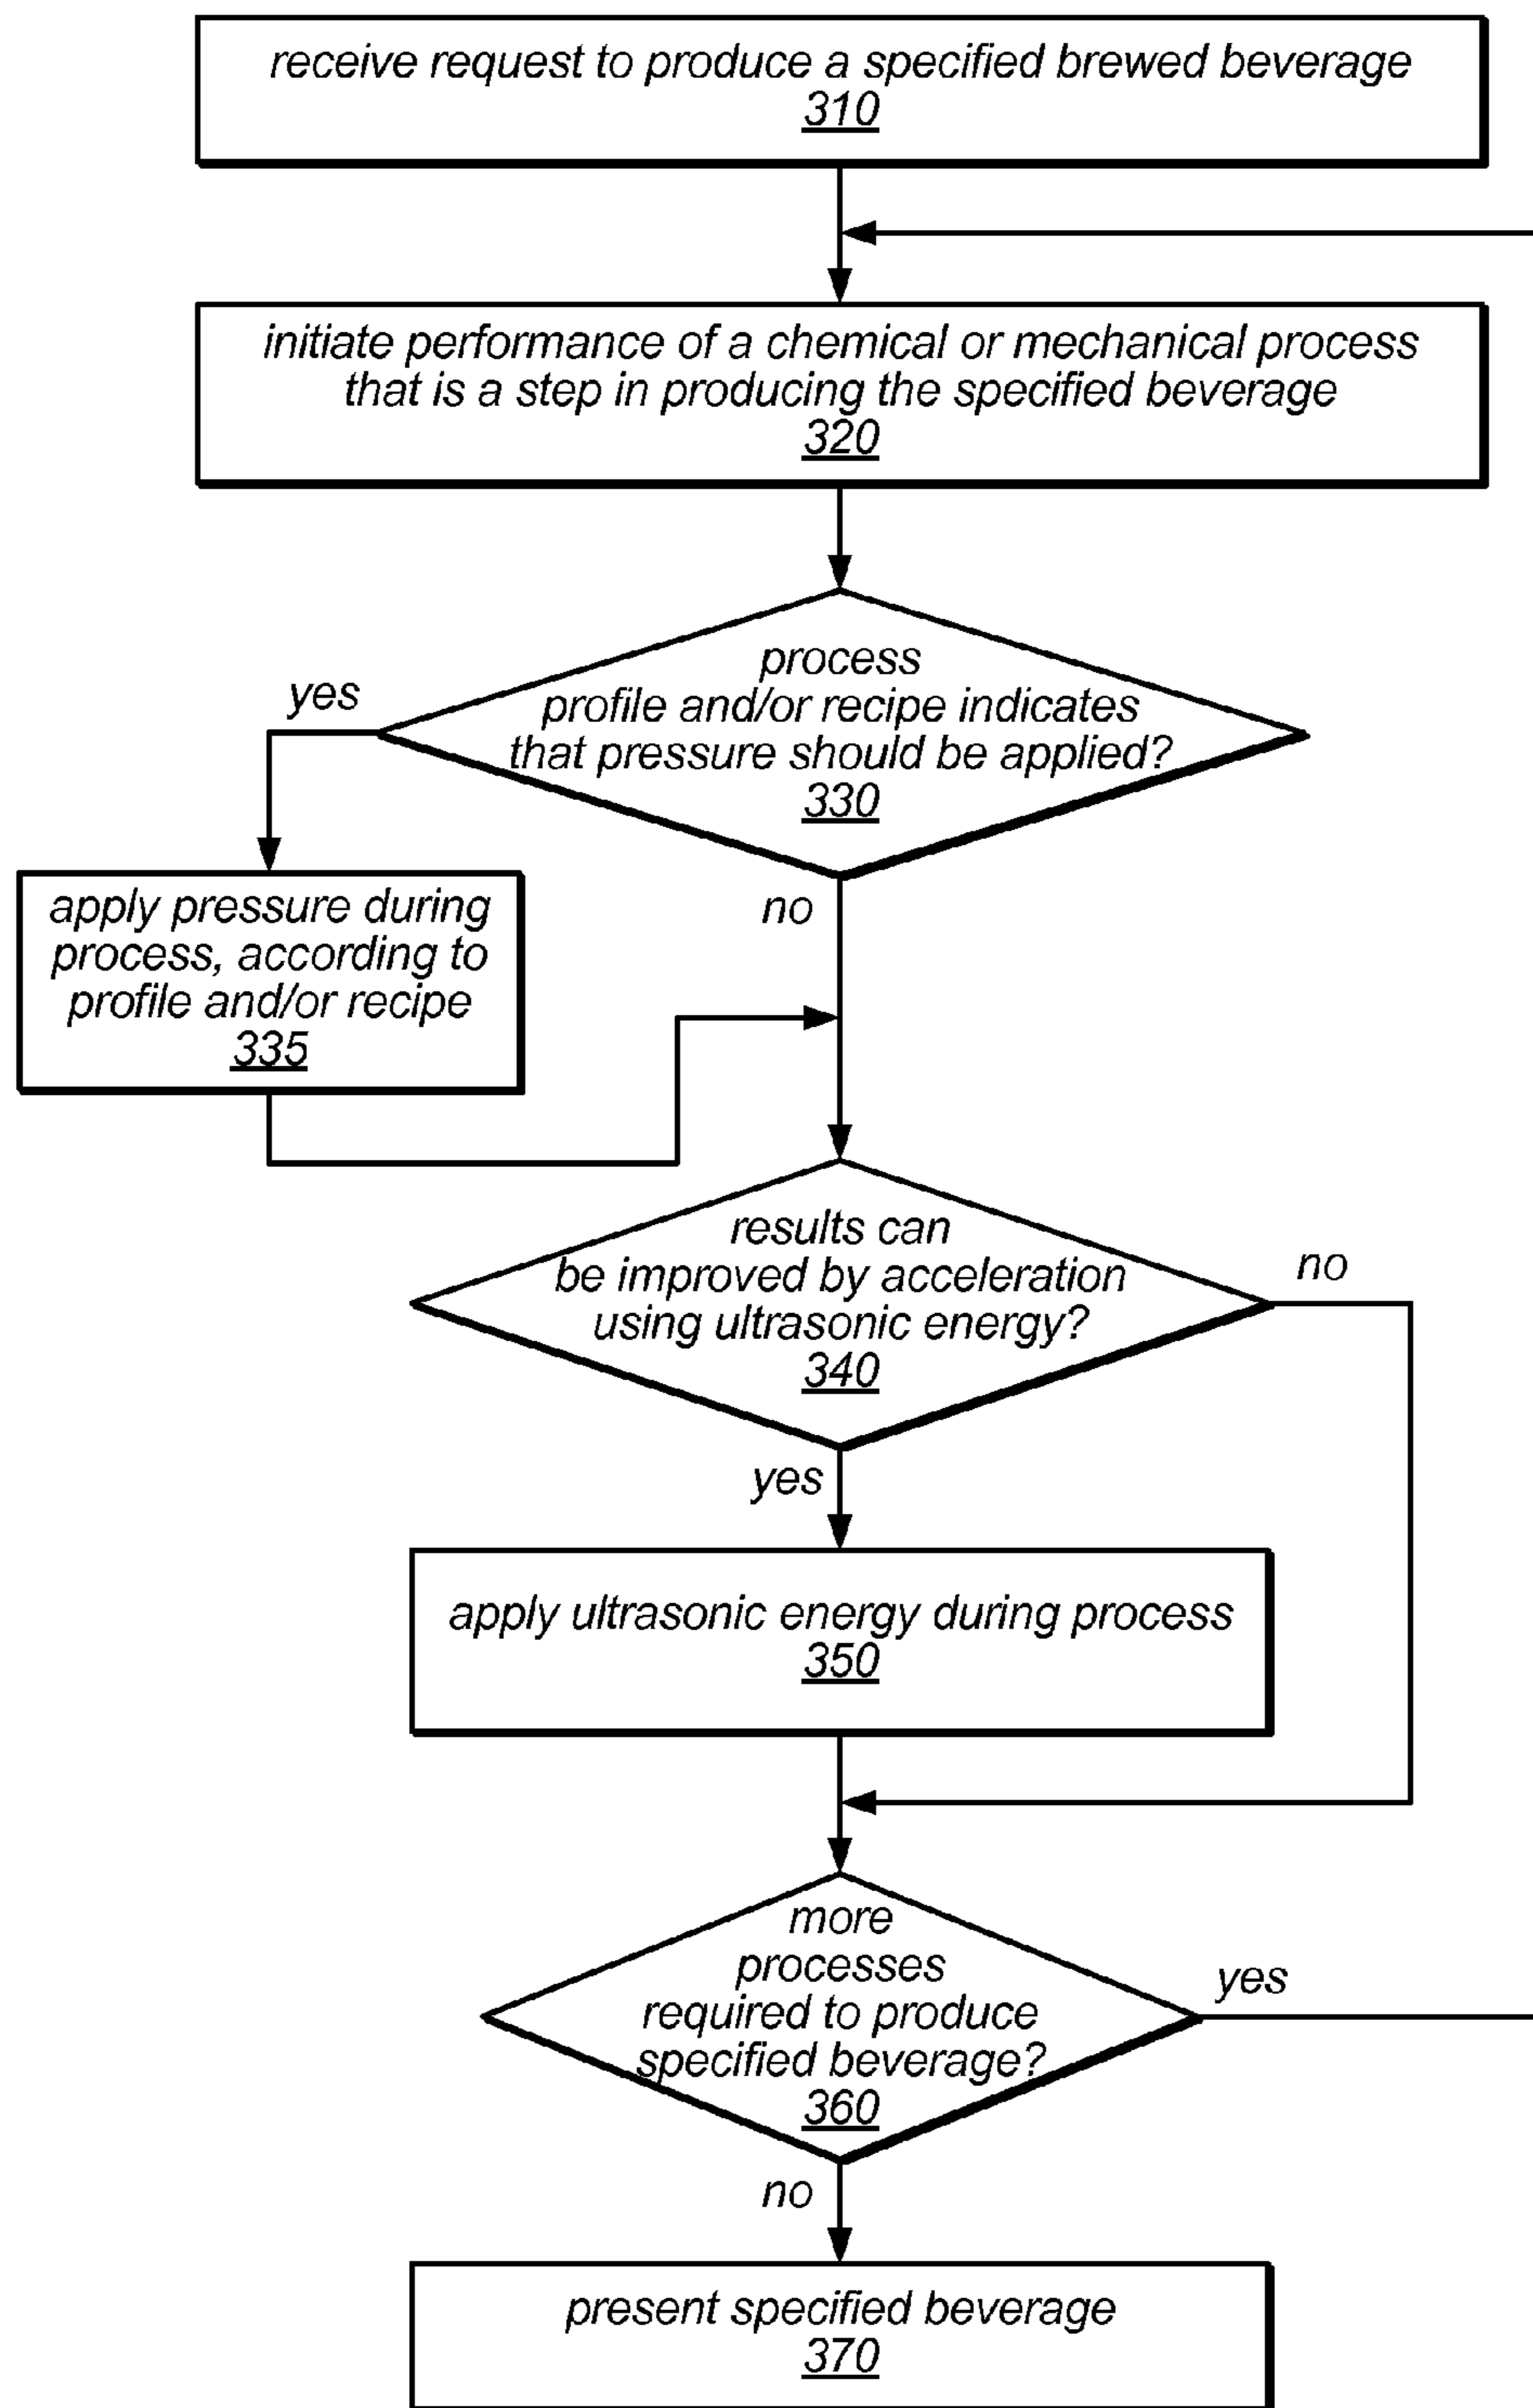 receive request to produce a specified brewed beverage
310
initiate performance of a chemical or mechanical process
that is a step in producing the specified beverage
320
process
profile and/or recipe indicates
that pressure should be applied?
330
yes
no
apply pressure during
process, according to
profile and/or recipe
335
results can
be improved by acceleration
using ultrasonic energy?
340
no
yes
apply ultrasonic energy during process
350
more
processes
required to produce
specified beverage?
360
yes
no
present specified beverage
370